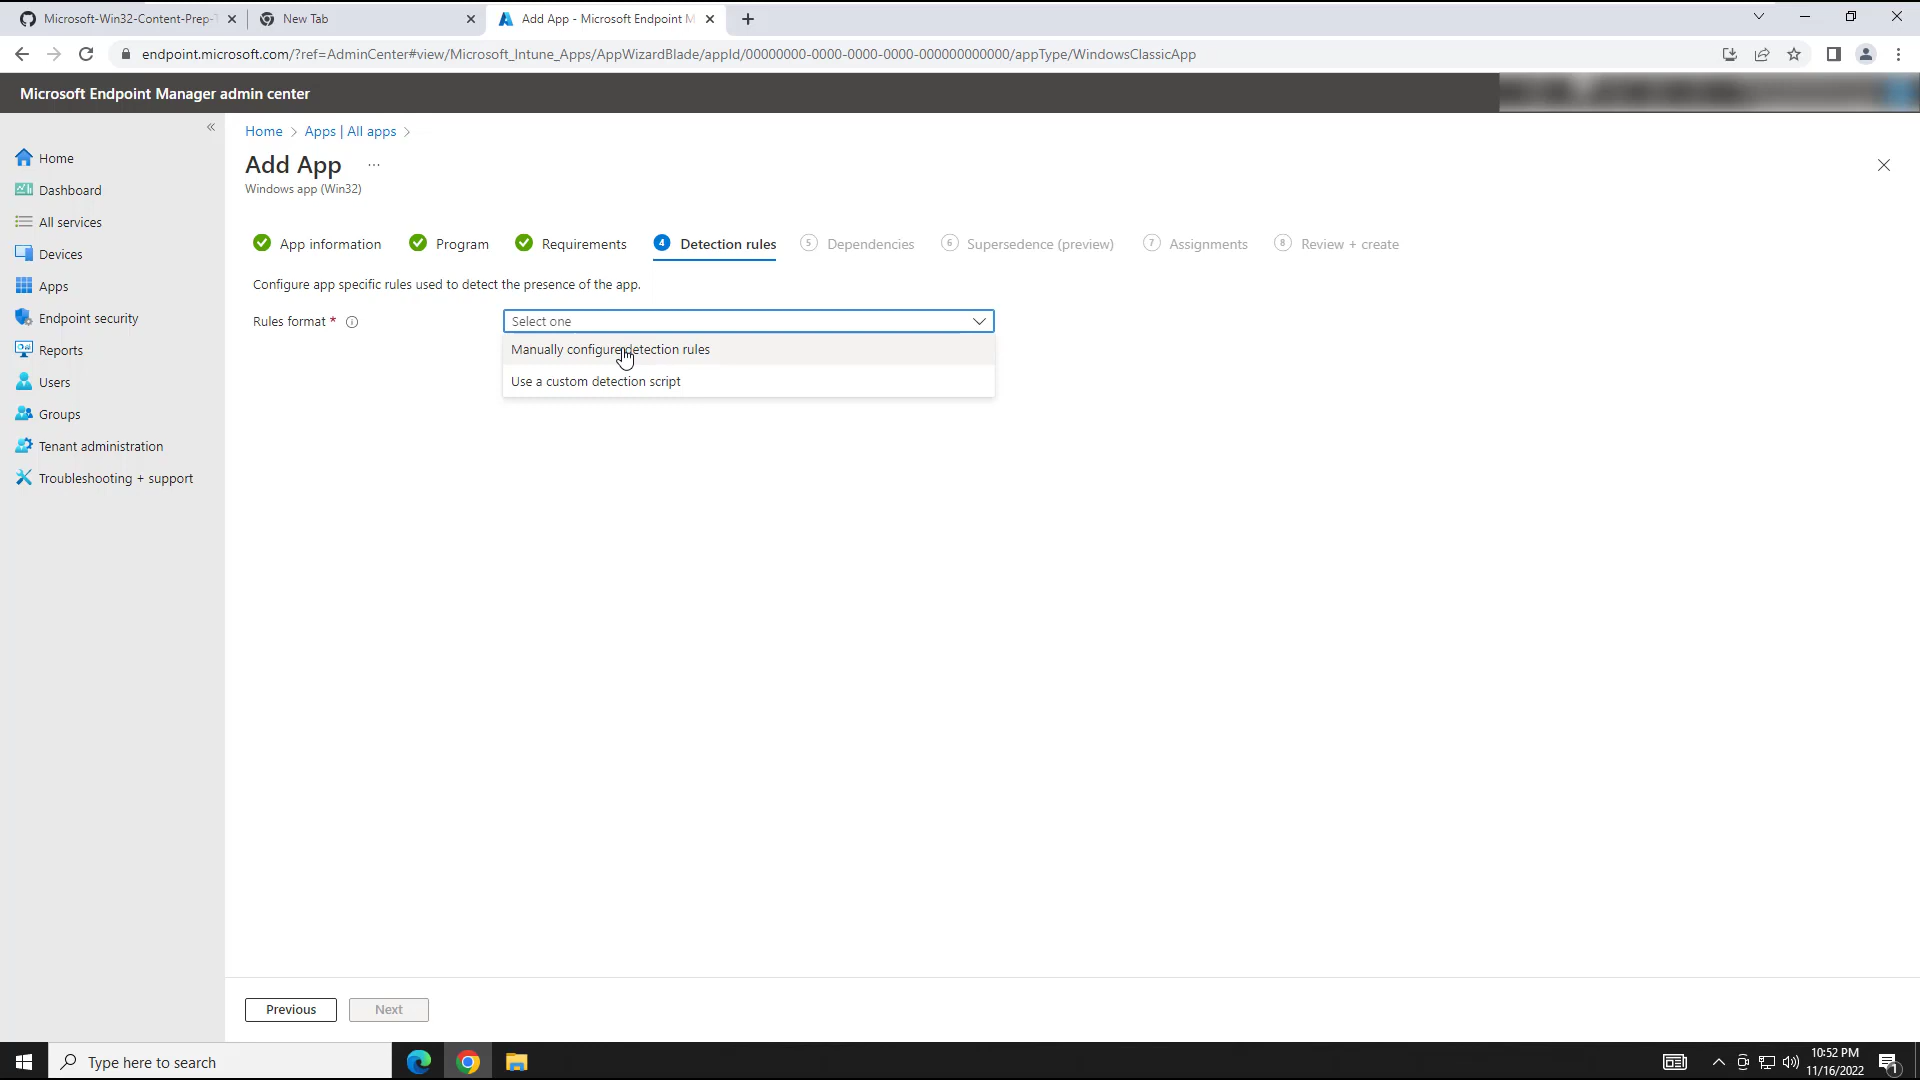 Microsoft-Win32-Content-Prep-T
New Tab
Add App - Microsoft Endpoint M
endpoint.microsoft.com/?ref=AdminCenter#view/Microsoft_Intune_Apps/AppWizardBlade/appId/00000000-0000-0000-0000-000000000000/appType/WindowsClassicApp
Microsoft Endpoint Manager admin center
Home
Dashboard
All services
Devices
Apps
Endpoint security
Reports
Users
Groups
Tenant administration
Troubleshooting + support
Home > Apps | All apps >
Add App ...
Windows app (Win32)
App information
Program
Requirements
4 Detection rules
5 Dependencies
6 Supersedence (preview)
7 Assignments
8 Review + create
Configure app specific rules used to detect the presence of the app.
Rules format *
Select one
Manually configure detection rules
Use a custom detection script
Previous
Next
Type here to search
10:52 PM
11/16/2022
1